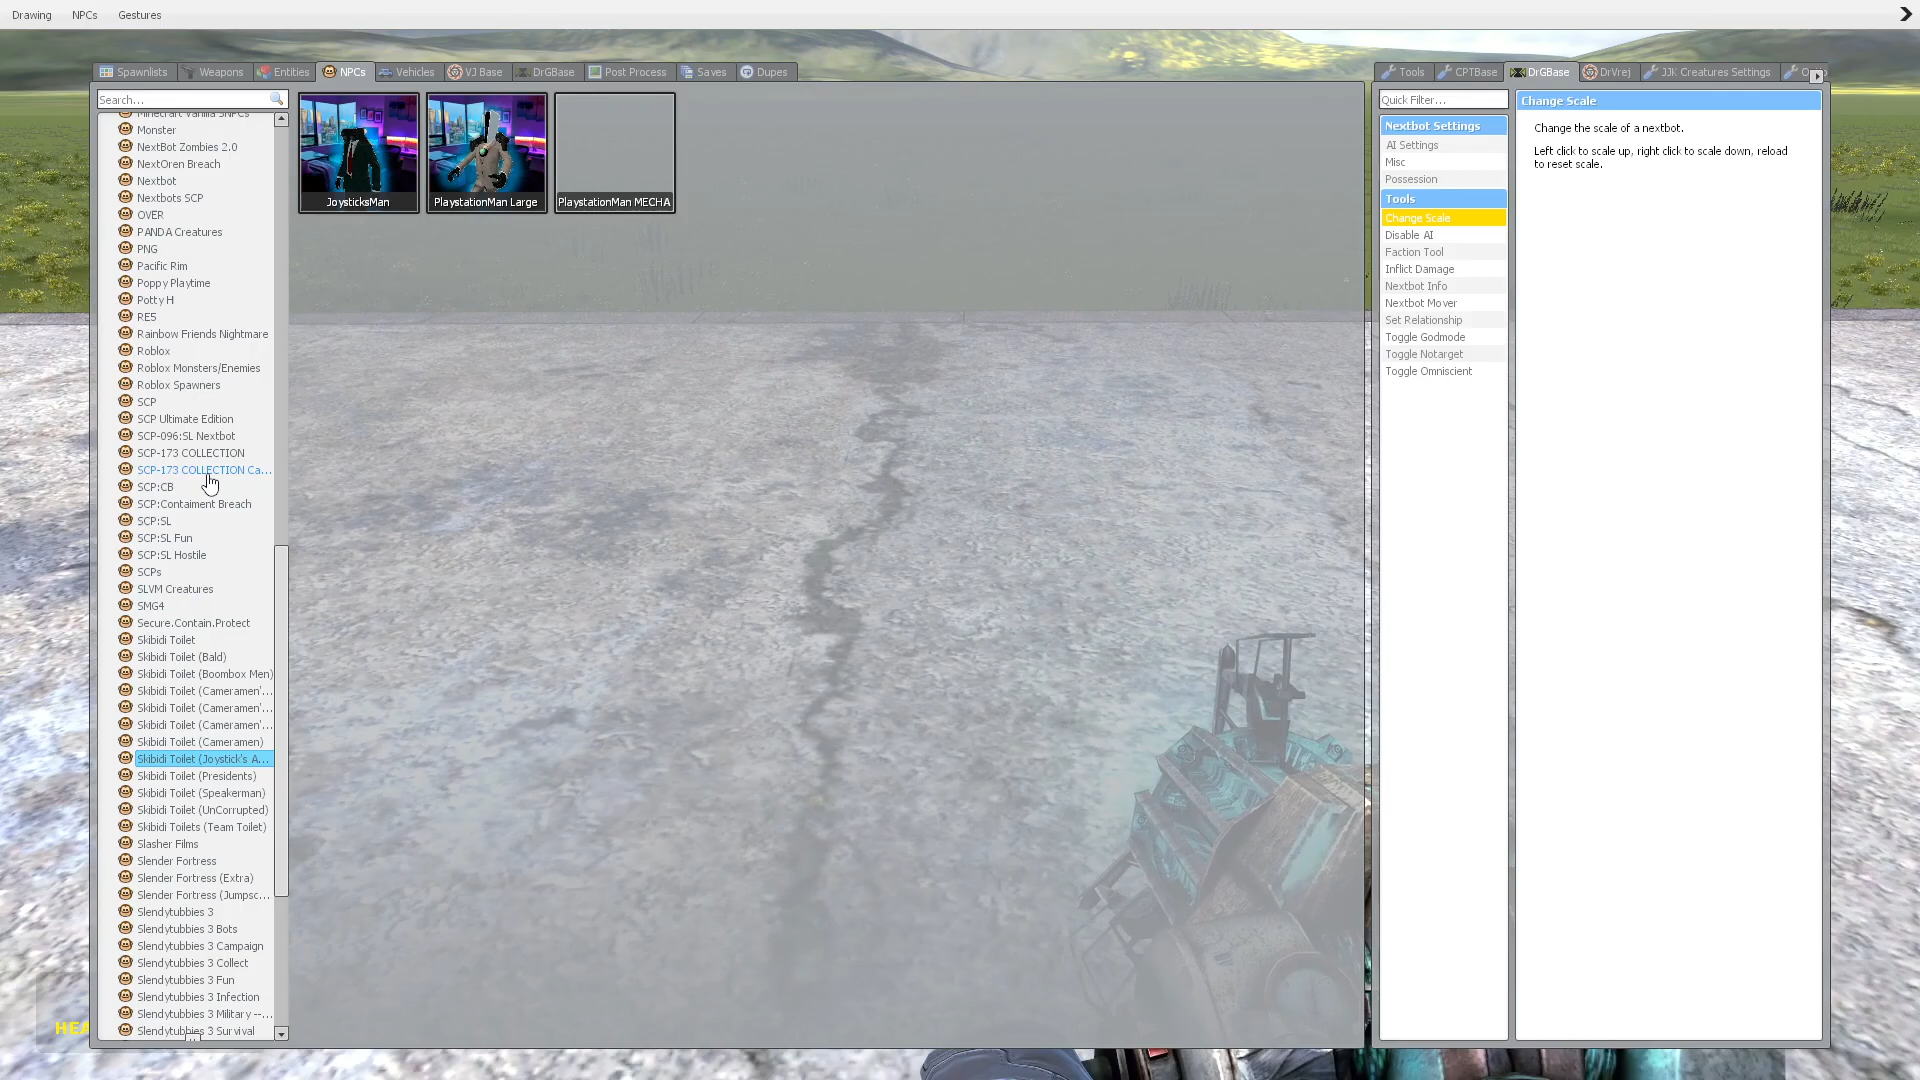 Drawing NPCs Gestures
Spawnlists Weapons Entities NPCs Vehicles VJ Base DrGBase Post Process Saves Dupes
Tools CPTBase DrGBase DrVrej JJK Creatures Settings
Search...
Minecraft Vanilla SNPCs
Monster
NextBot Zombies 2.0
NextOren Breach
Nextbot
Nextbots SCP
OVER
PANDA Creatures
PNG
Pacific Rim
Poppy Playtime
Potty H
RE5
Rainbow Friends Nightmare
Roblox
Roblox Monsters/Enemies
Roblox Spawners
SCP
SCP Ultimate Edition
SCP-096:SL Nextbot
SCP-173 COLLECTION
SCP-173 COLLECTION Ca...
SCP:CB
SCP:Contaiment Breach
SCP:SL
SCP:SL Fun
SCP:SL Hostile
SCPs
SLVM Creatures
SMG4
Secure.Contain.Protect
Skibidi Toilet
Skibidi Toilet (Bald)
Skibidi Toilet (Boombox Men)
Skibidi Toilet (Cameramen'...
Skibidi Toilet (Cameramen'...
Skibidi Toilet (Cameramen'...
Skibidi Toilet (Cameramen)
Skibidi Toilet (Joystick's A...
Skibidi Toilet (Presidents)
Skibidi Toilet (Speakerman)
Skibidi Toilet (UnCorrupted)
Skibidi Toilets (Team Toilet)
Slasher Films
Slender Fortress
Slender Fortress (Extra)
Slender Fortress (Jumpsc...
Slendytubbies 3
Slendytubbies 3 Bots
Slendytubbies 3 Campaign
Slendytubbies 3 Collect
Slendytubbies 3 Fun
Slendytubbies 3 Infection
Slendytubbies 3 Military --...
Slendytubbies 3 Survival
JoysticksMan
PlaystationMan Large
PlaystationMan MECHA
Quick Filter...
Nextbot Settings
AI Settings
Misc
Possession
Tools
Change Scale
Disable AI
Faction Tool
Inflict Damage
Nextbot Info
Nextbot Mover
Set Relationship
Toggle Godmode
Toggle Notarget
Toggle Omniscient
Change Scale
Change the scale of a nextbot.
Left click to scale up, right click to scale down, reload
to reset scale.